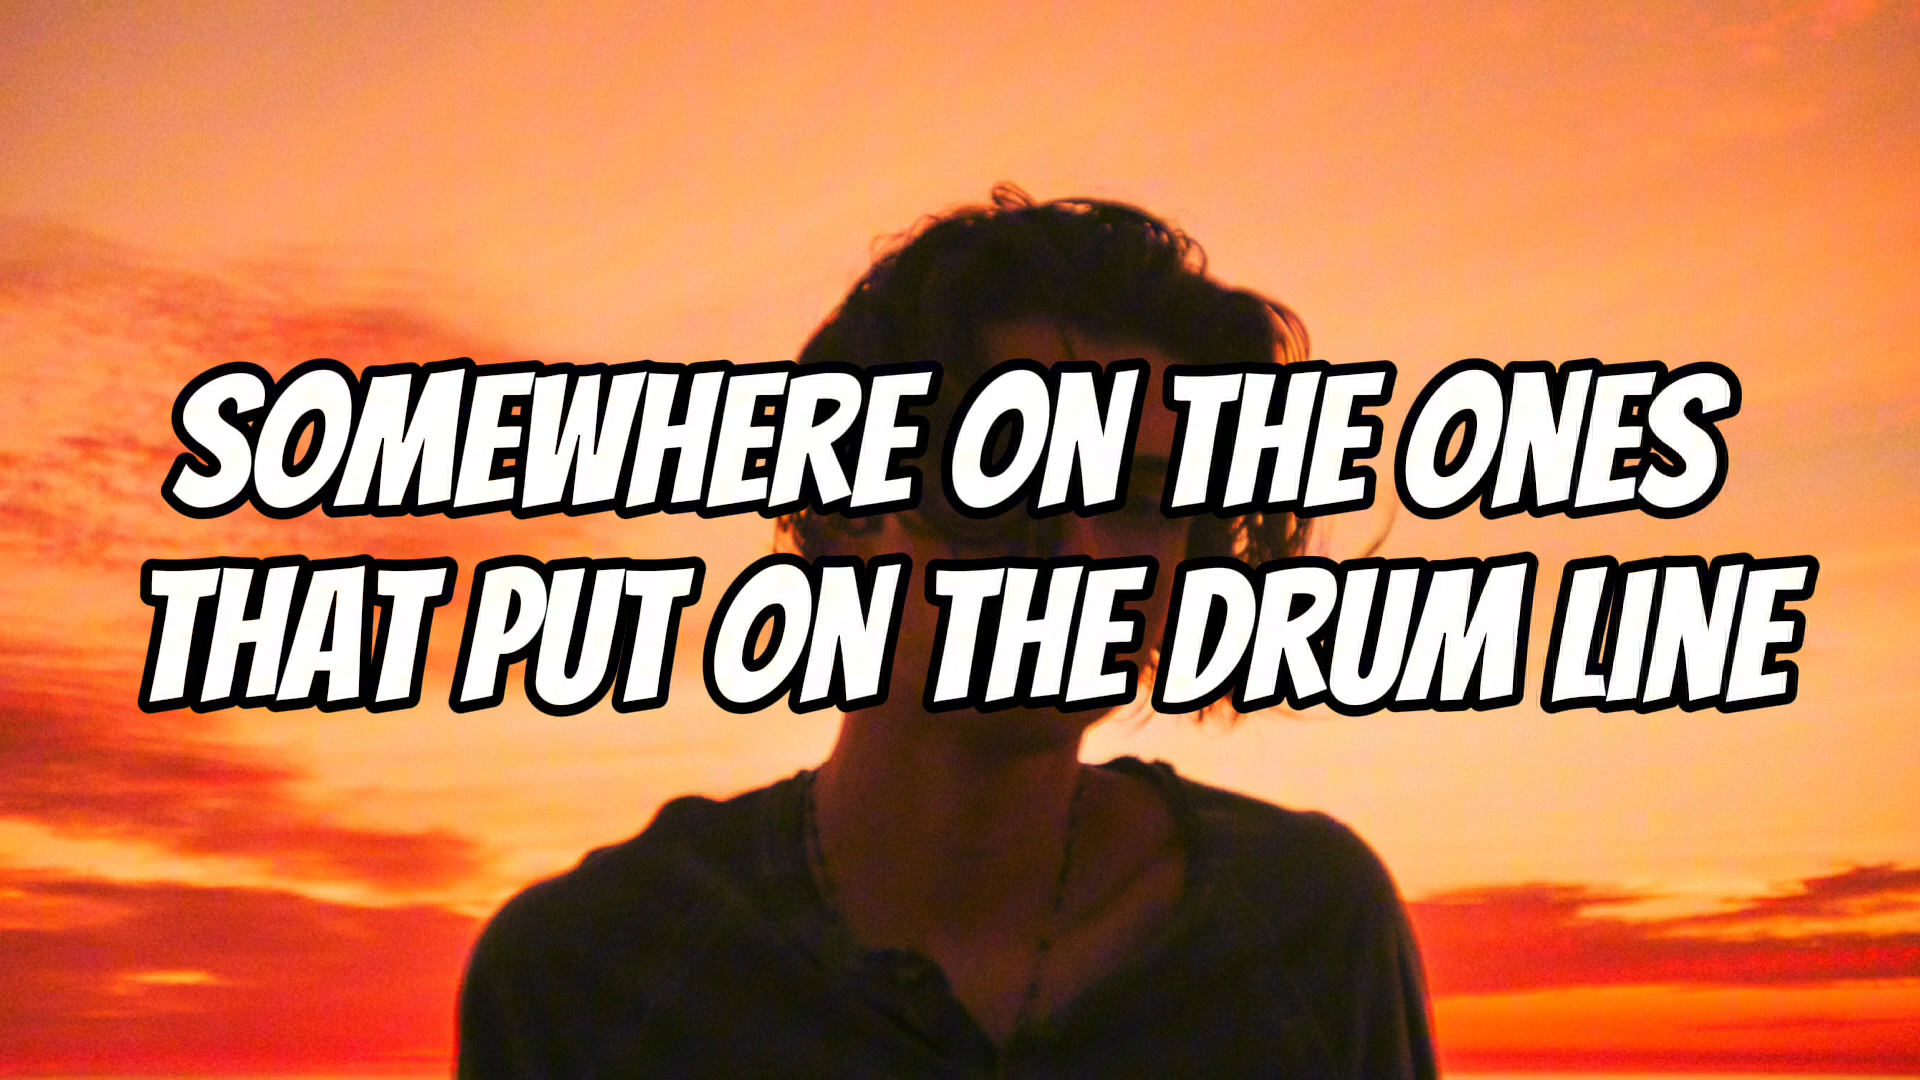 SOMEWHERE ON THE ONES
THAT PUT ON THE DRUM LINE